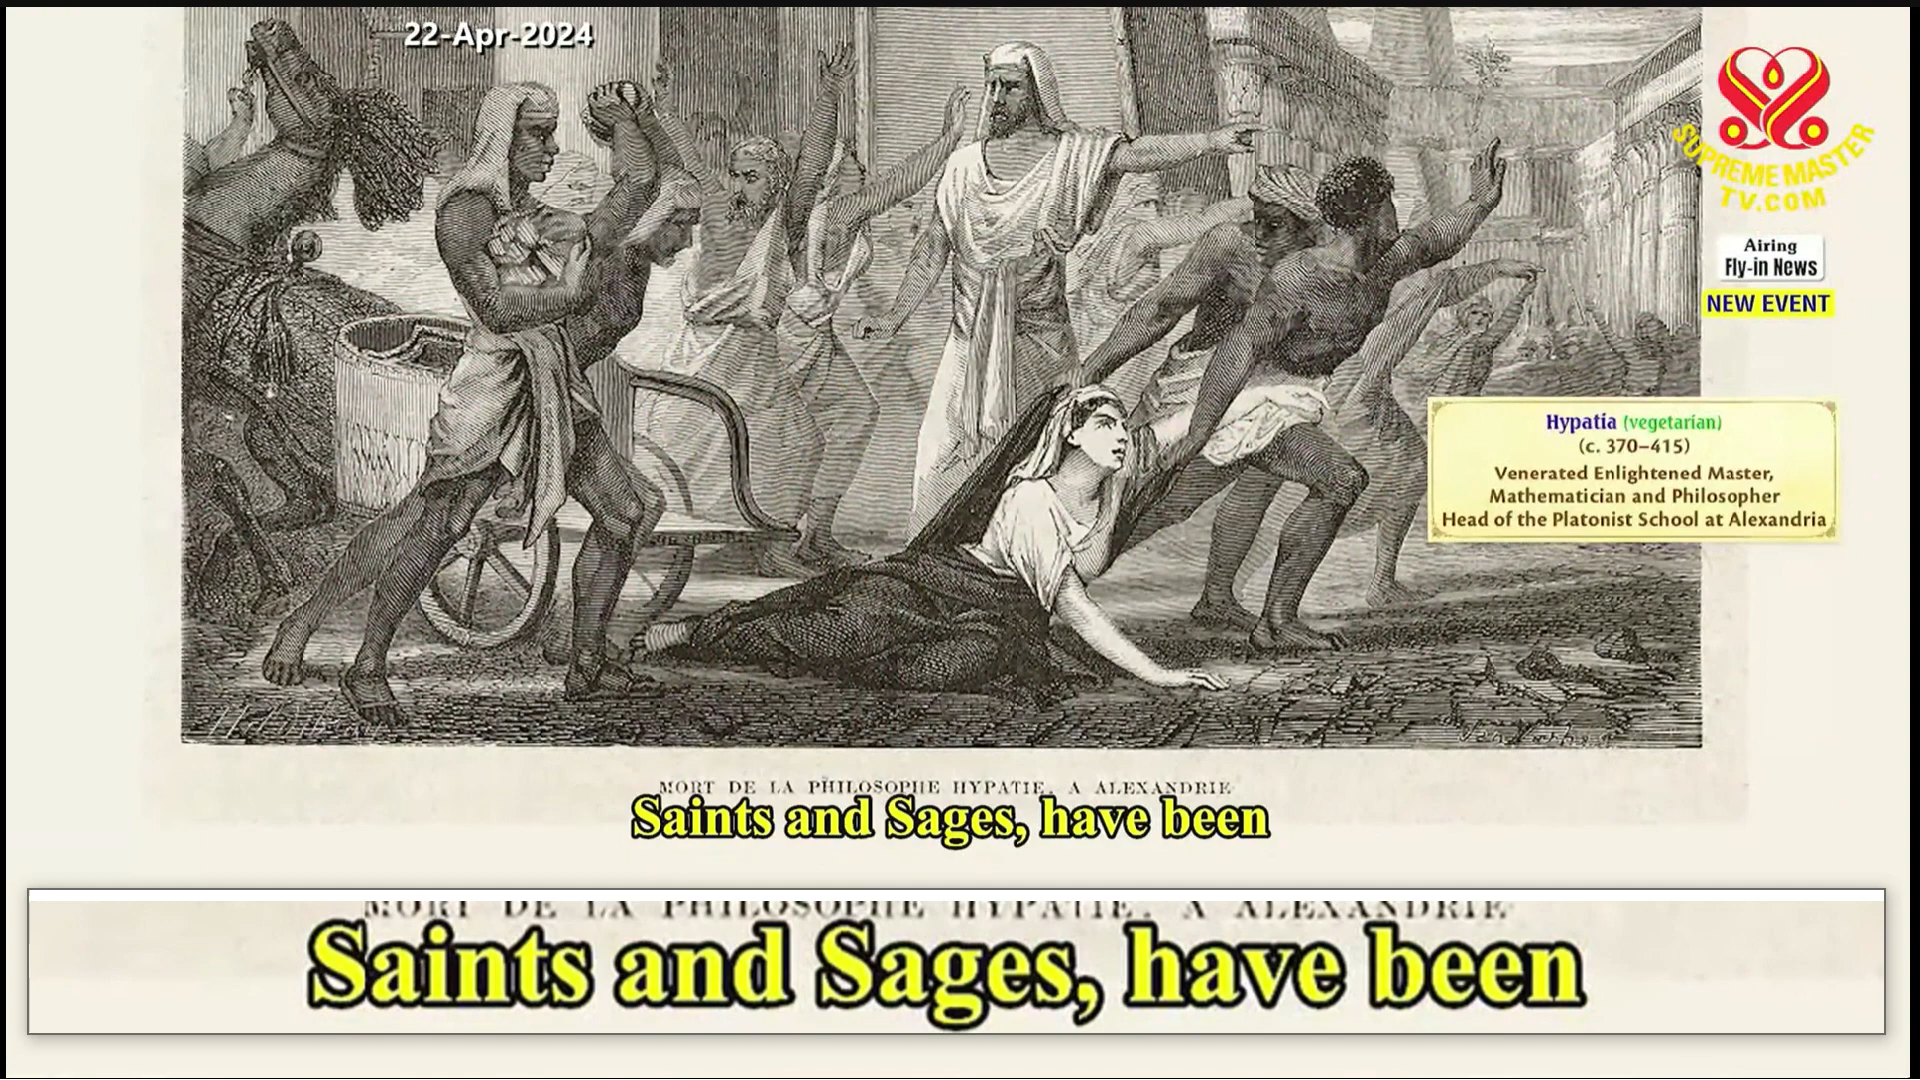 22-Apr-2024
SUPREME MASTER
TV.COM
Airing
Fly-in News
NEW EVENT
Hypatia (vegetarian)
(c. 370–415)
Venerated Enlightened Master,
Mathematician and Philosopher
Head of the Platonist School at Alexandria
MORT DE LA PHILOSOPHE HYPATIE, A ALEXANDRIE
Saints and Sages, have been
MORT DE LA PHILOSOPHE HYPATIE, A ALEXANDRIE
Saints and Sages, have been